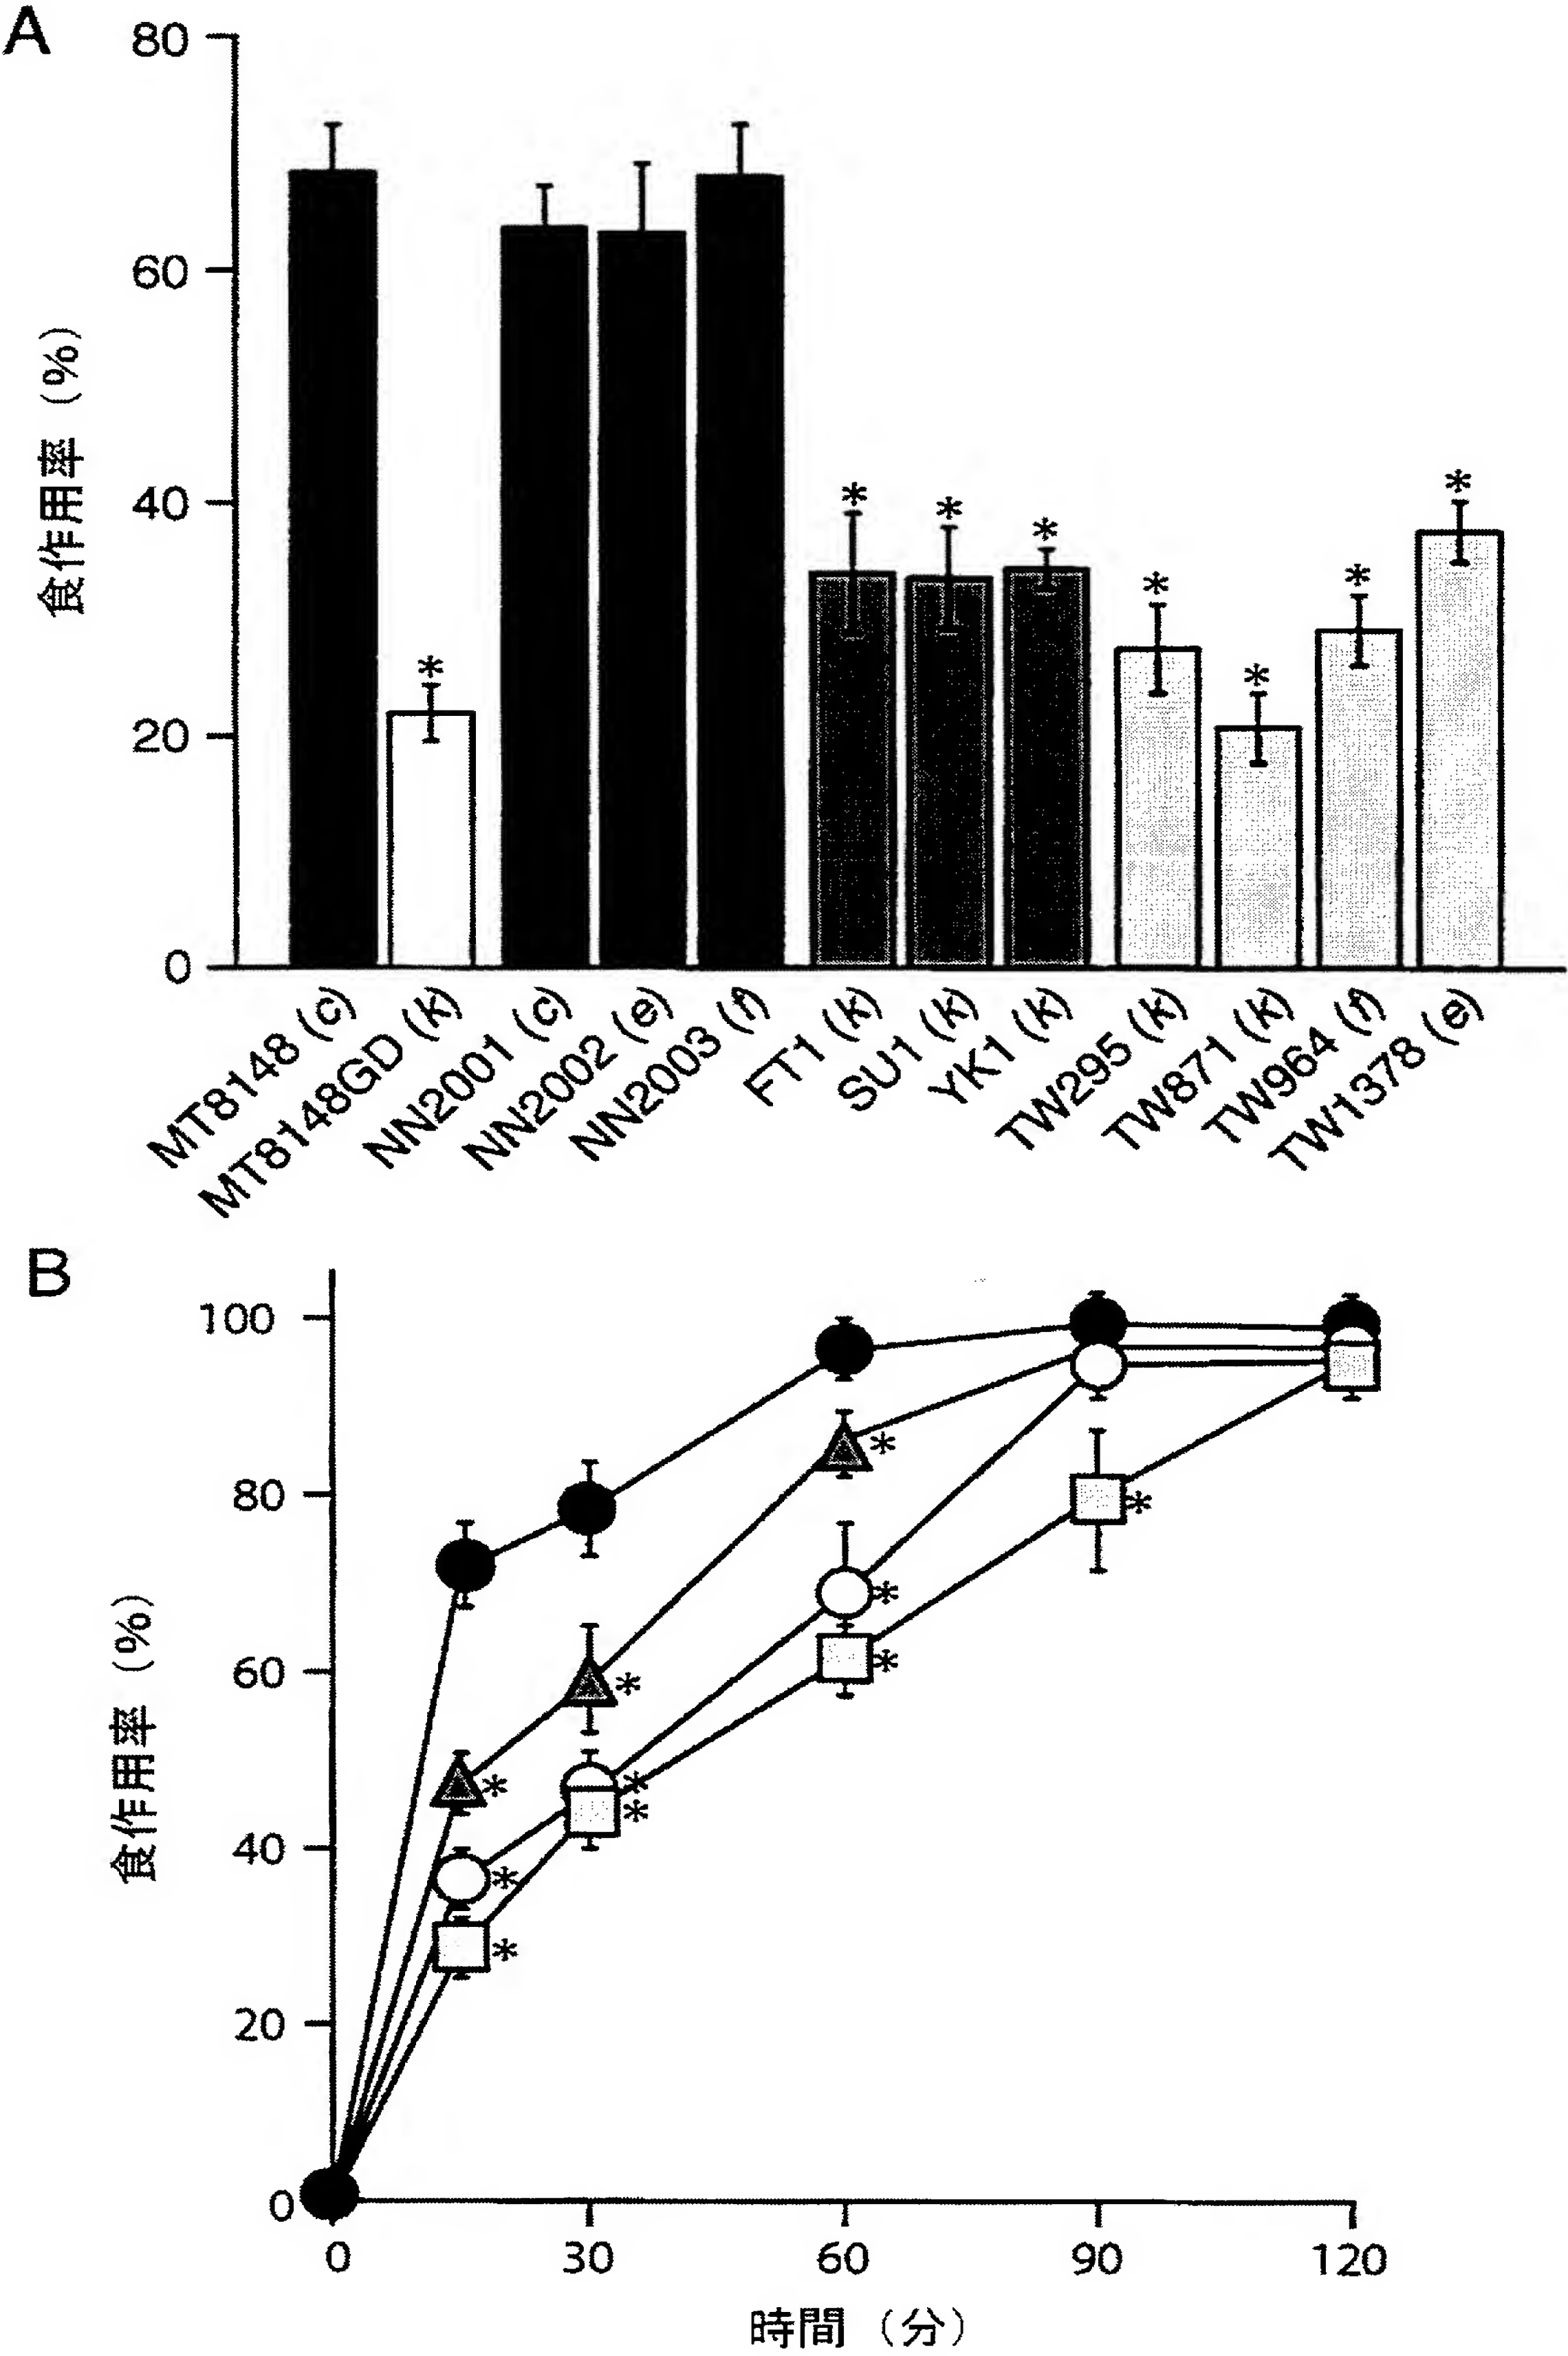 A
80
60
40
20
0
食作用率（%）
*
*
*
*
*
*
*
*
MT8148 (c)
MT8148GD (k)
NN2001 (c)
NN2002 (e)
NN2003 (f)
FT1 (k)
SU1 (k)
YK1 (k)
TW295 (k)
TW871 (k)
TW964 (f)
TW1378 (e)
B
100
80
60
40
20
0
食作用率（%）
*
*
*
*
*
*
*
*
*
*
0
30
60
90
120
時間（分）